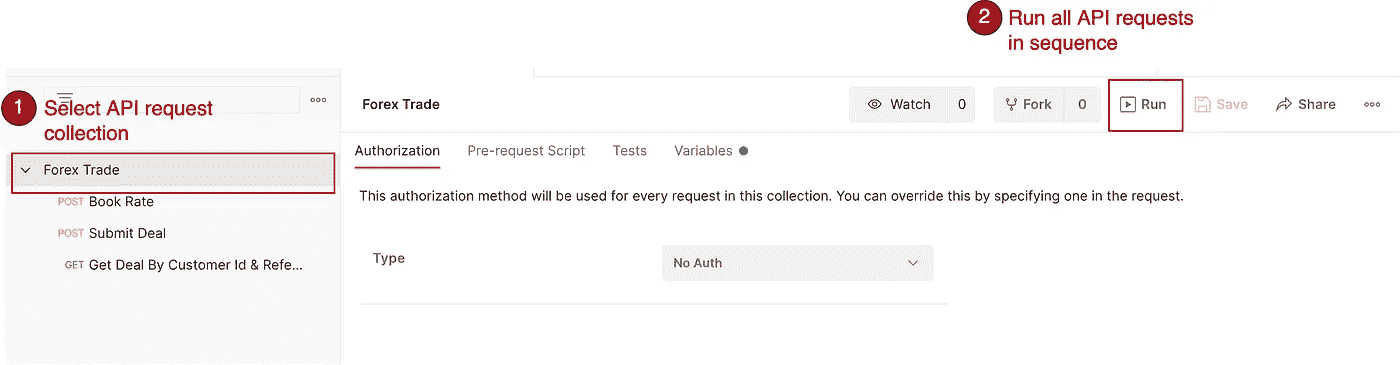 2 Run all API requests
in sequence
1 Select API request
collection
Forex Trade
POST Book Rate
POST Submit Deal
GET Get Deal By Customer Id & Refe...
Forex Trade
Watch 0
Fork 0
Run
Save
Share
Authorization Pre-request Script Tests Variables
This authorization method will be used for every request in this collection. You can override this by specifying one in the request.
Type
No Auth